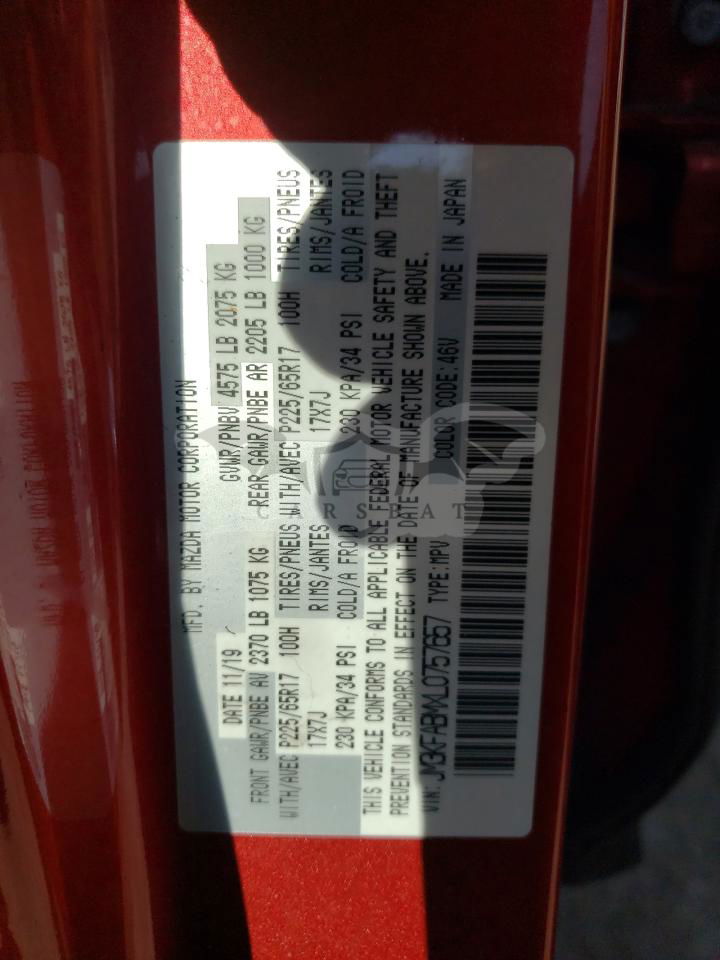 MFD. BY MAZDA MOTOR CORPORATION
DATE 11/19 GVWR/PNBV 4575 LB 2075 KG
FRONT GAWR/PNBE AV 2370 LB 1075 KG REAR GAWR/PNBE AR 2205 LB 1000 KG
WITH/AVEC P225/65R17 100H TIRES/PNEUS WITH/AVEC P225/65R17 100H TIRES/PNEUS
17X7J RIMS/JANTES 17X7J RIMS/JANTES
230 KPA/34 PSI COLD/A FROID 230 KPA/34 PSI COLD/A FROID
THIS VEHICLE CONFORMS TO ALL APPLICABLE FEDERAL MOTOR VEHICLE SAFETY AND THEFT
PREVENTION STANDARDS IN EFFECT ON THE DATE OF MANUFACTURE SHOWN ABOVE.
VIN: JM3KFABMXL0757657 TYPE:MPV COLOR CODE:46V MADE IN JAPAN
CARSBAT